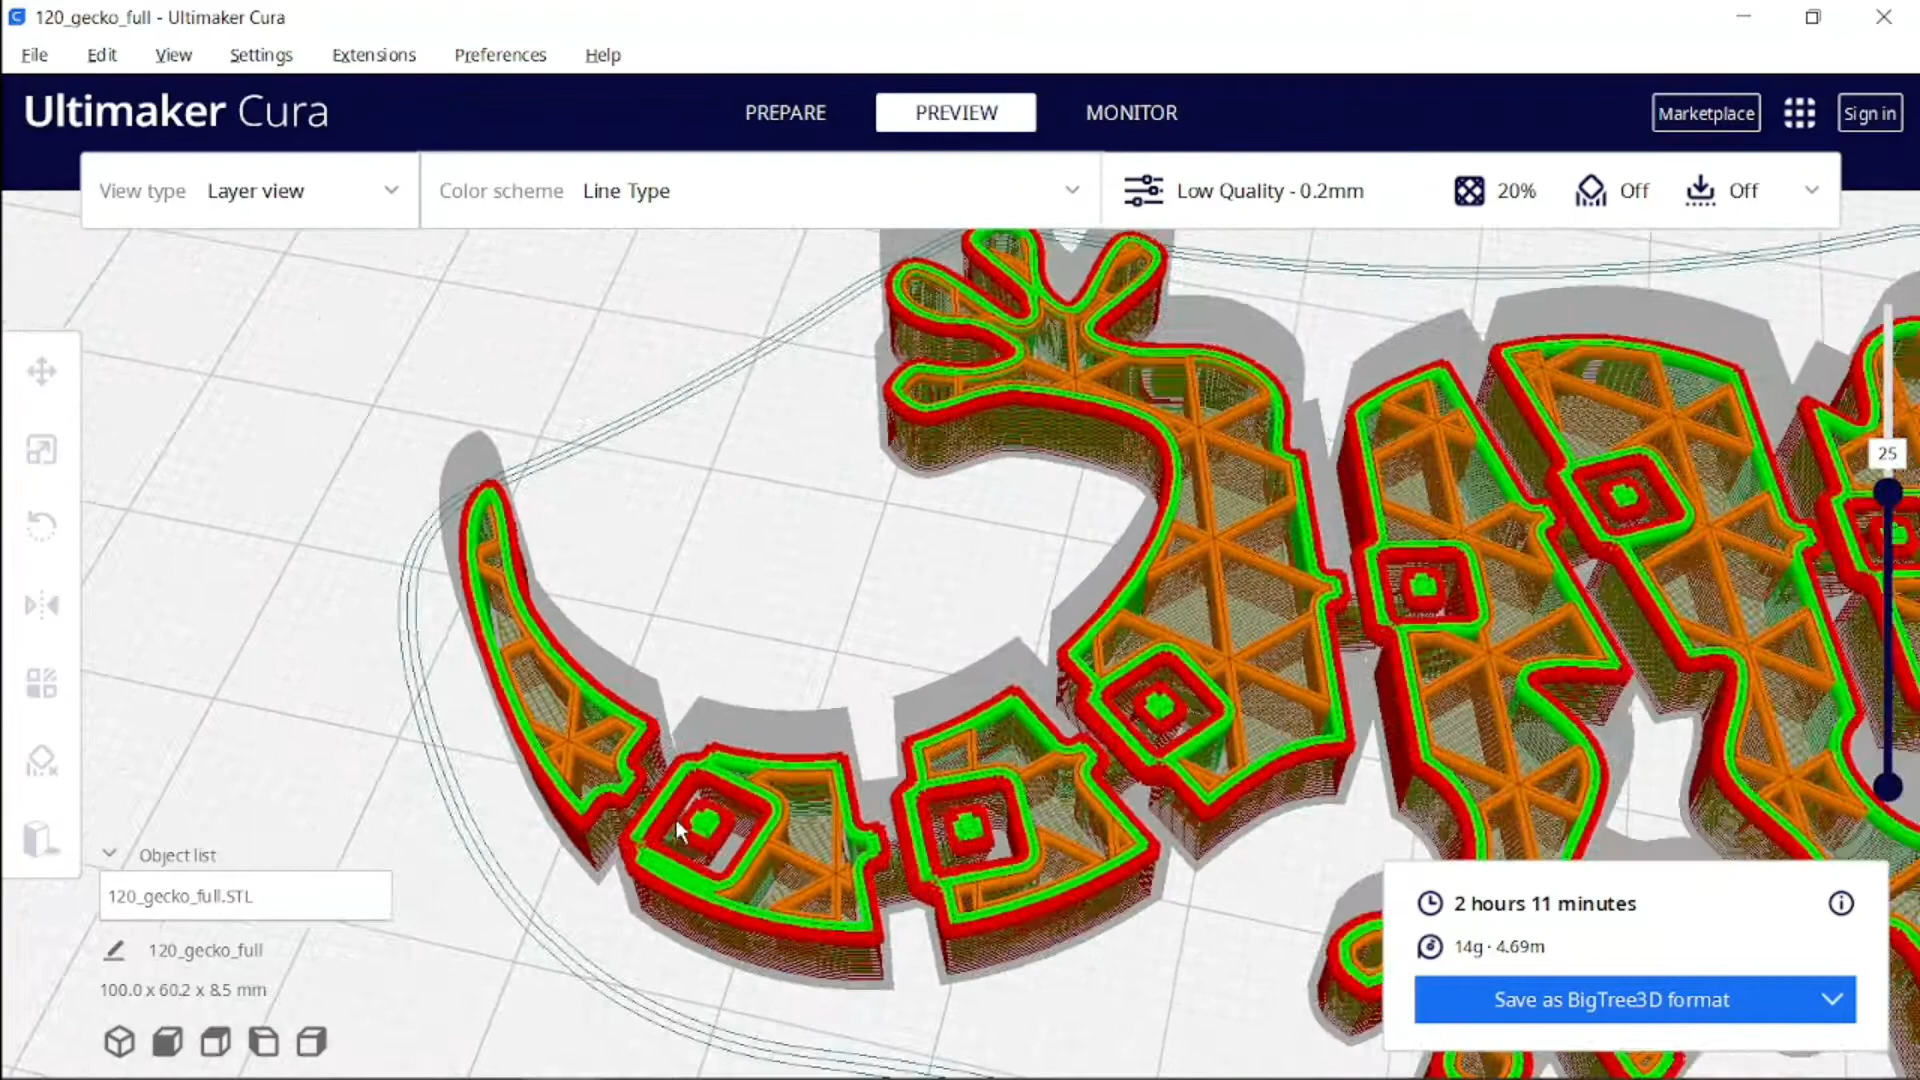 120_gecko_full - Ultimaker Cura
File Edit View Settings Extensions Preferences Help
Ultimaker Cura
PREPARE PREVIEW MONITOR
Marketplace Sign in
View type Layer view
Color scheme Line Type
Low Quality - 0.2mm 20% Off Off
25
Object list
120_gecko_full.STL
120_gecko_full
100.0 x 60.2 x 8.5 mm
2 hours 11 minutes
14g · 4.69m
Save as BigTree3D format